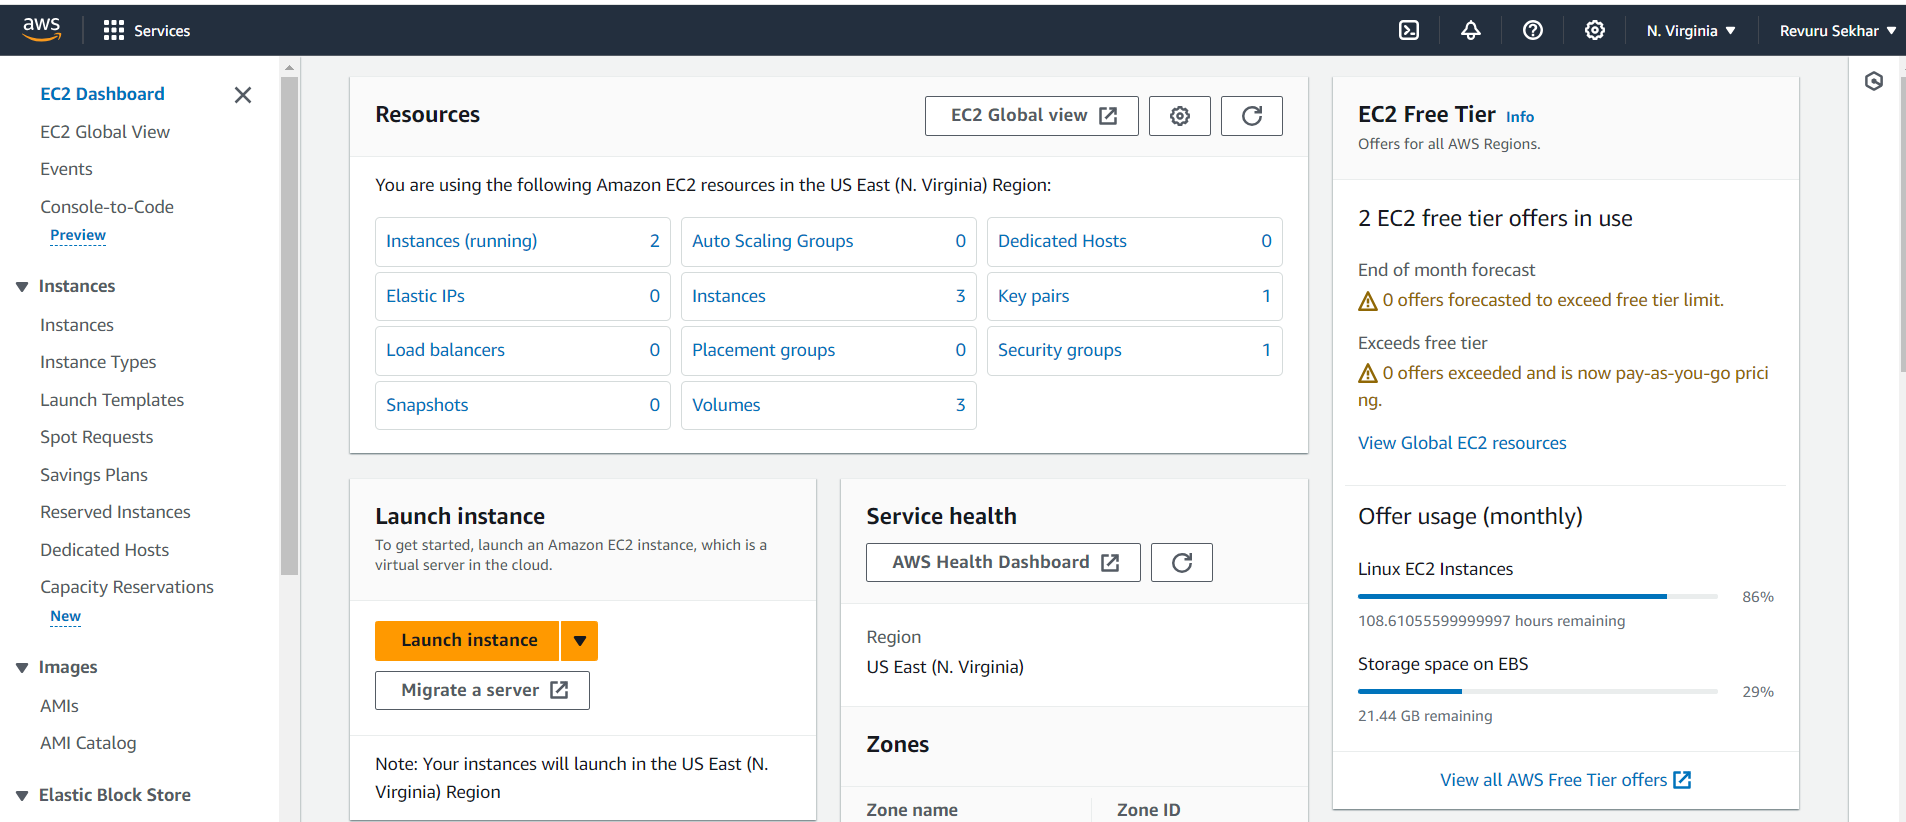 aws
Services
N. Virginia
Revuru Sekhar
EC2 Dashboard
EC2 Global View
Events
Console-to-Code
Preview
Instances
Instances
Instance Types
Launch Templates
Spot Requests
Savings Plans
Reserved Instances
Dedicated Hosts
Capacity Reservations
New
Images
AMIs
AMI Catalog
Elastic Block Store
Resources
EC2 Global view
You are using the following Amazon EC2 resources in the US East (N. Virginia) Region:
Instances (running) 2
Auto Scaling Groups 0
Dedicated Hosts 0
Elastic IPs 0
Instances 3
Key pairs 1
Load balancers 0
Placement groups 0
Security groups 1
Snapshots 0
Volumes 3
Launch instance
To get started, launch an Amazon EC2 instance, which is a
virtual server in the cloud.
Launch instance
Migrate a server
Note: Your instances will launch in the US East (N.
Virginia) Region
Service health
AWS Health Dashboard
Region
US East (N. Virginia)
Zones
Zone name
Zone ID
EC2 Free Tier Info
Offers for all AWS Regions.
2 EC2 free tier offers in use
End of month forecast
0 offers forecasted to exceed free tier limit.
Exceeds free tier
0 offers exceeded and is now pay-as-you-go prici
ng.
View Global EC2 resources
Offer usage (monthly)
Linux EC2 Instances
86%
108.61055599999997 hours remaining
Storage space on EBS
29%
21.44 GB remaining
View all AWS Free Tier offers